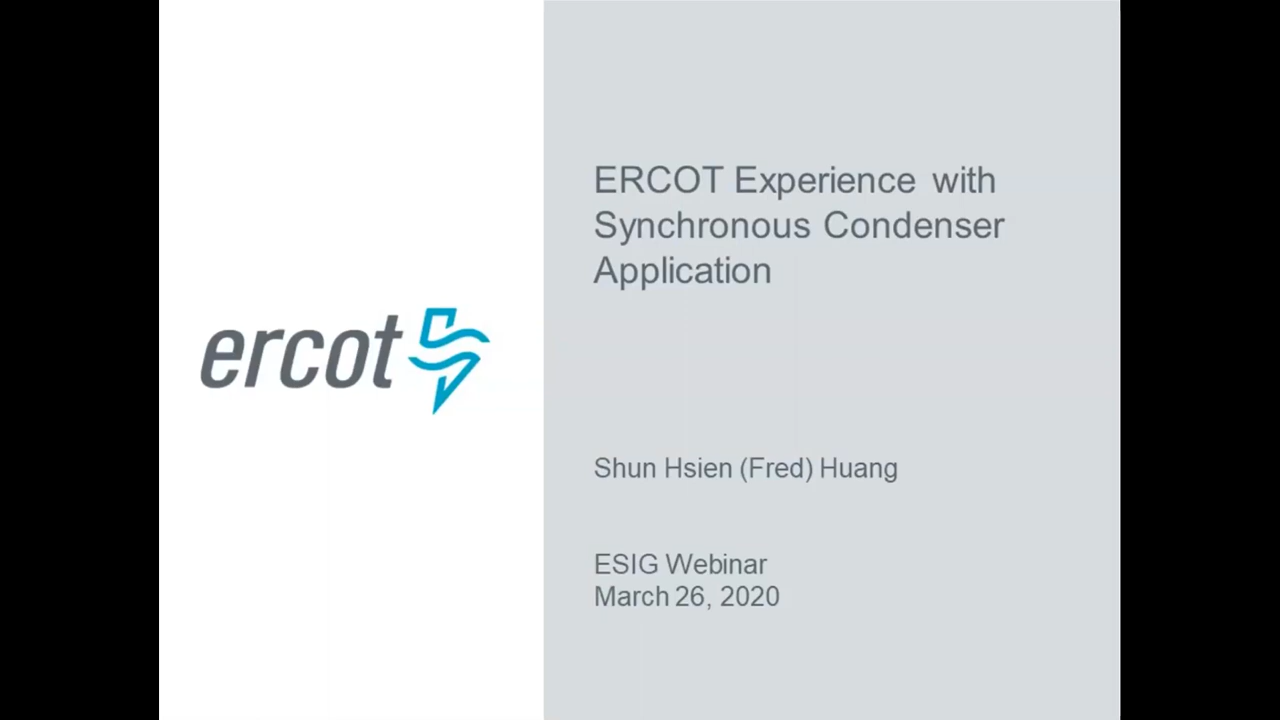 ercot
ERCOT Experience with
Synchronous Condenser
Application
Shun Hsien (Fred) Huang
ESIG Webinar
March 26, 2020